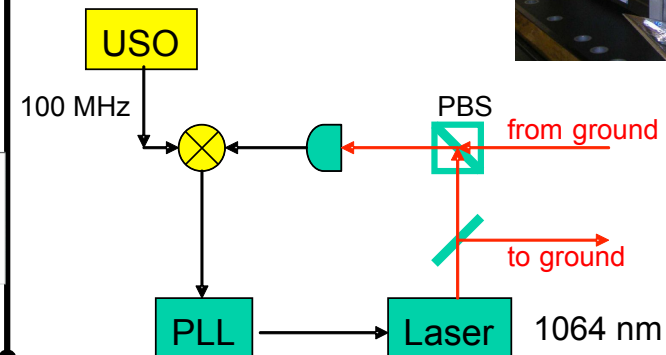 USO
100 MHz
PBS
from ground
to ground
PLL
Laser
1064 nm